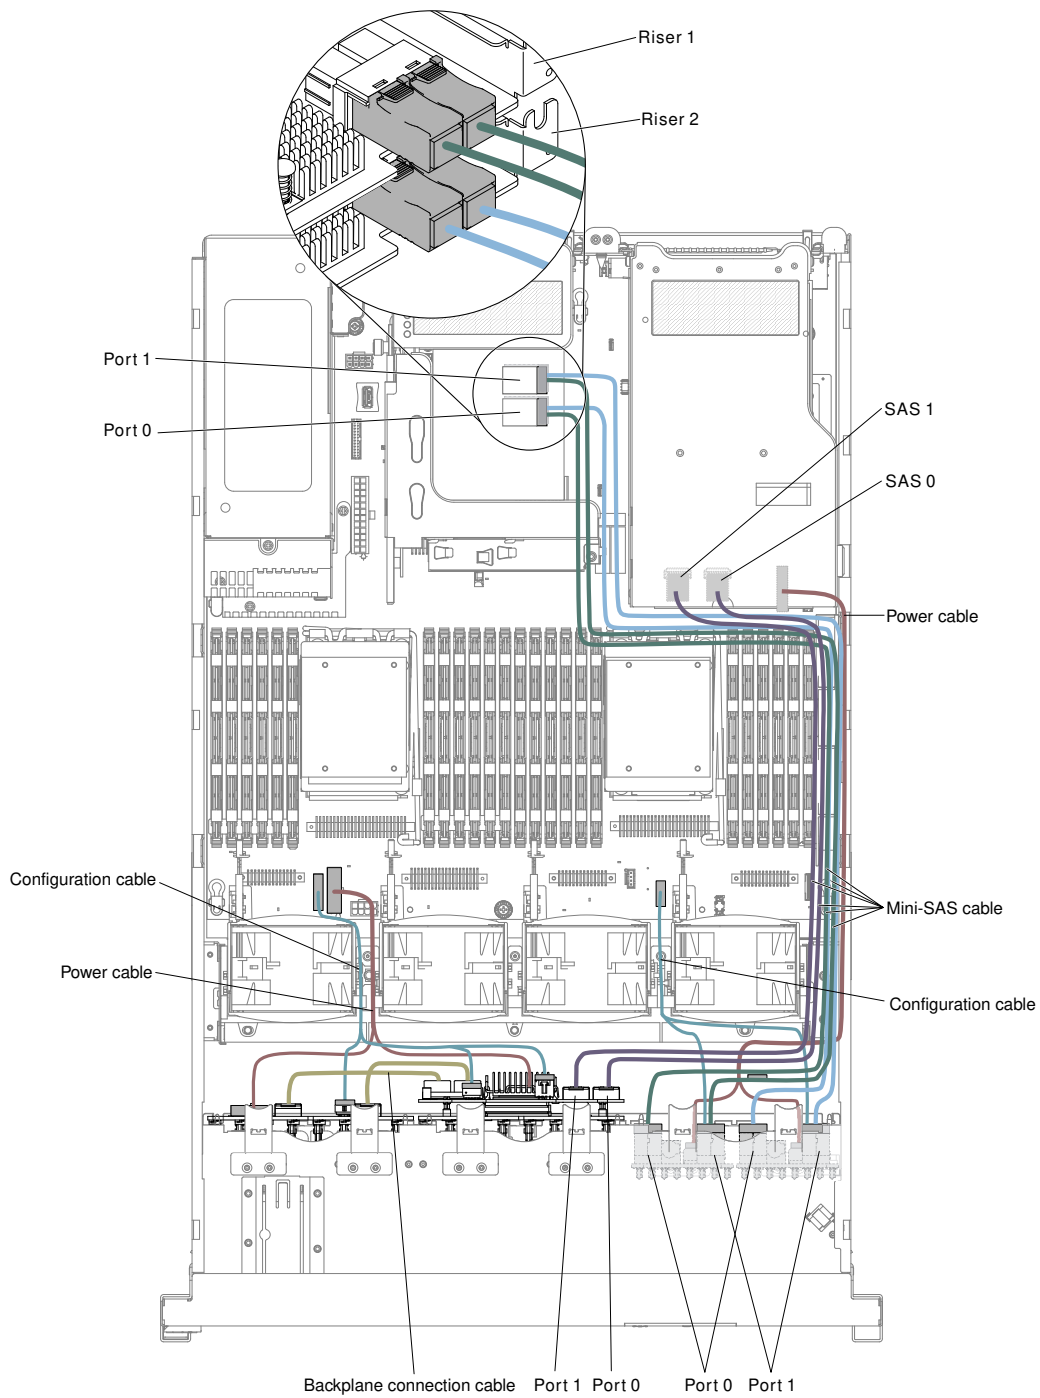 Riser 1
Riser 2
Port 1
Port 0
SAS 1
SAS 0
Power cable
Configuration cable
Mini-SAS cable
Power cable
Configuration cable
Backplane connection cable
Port 1
Port 0
Port 0
Port 1